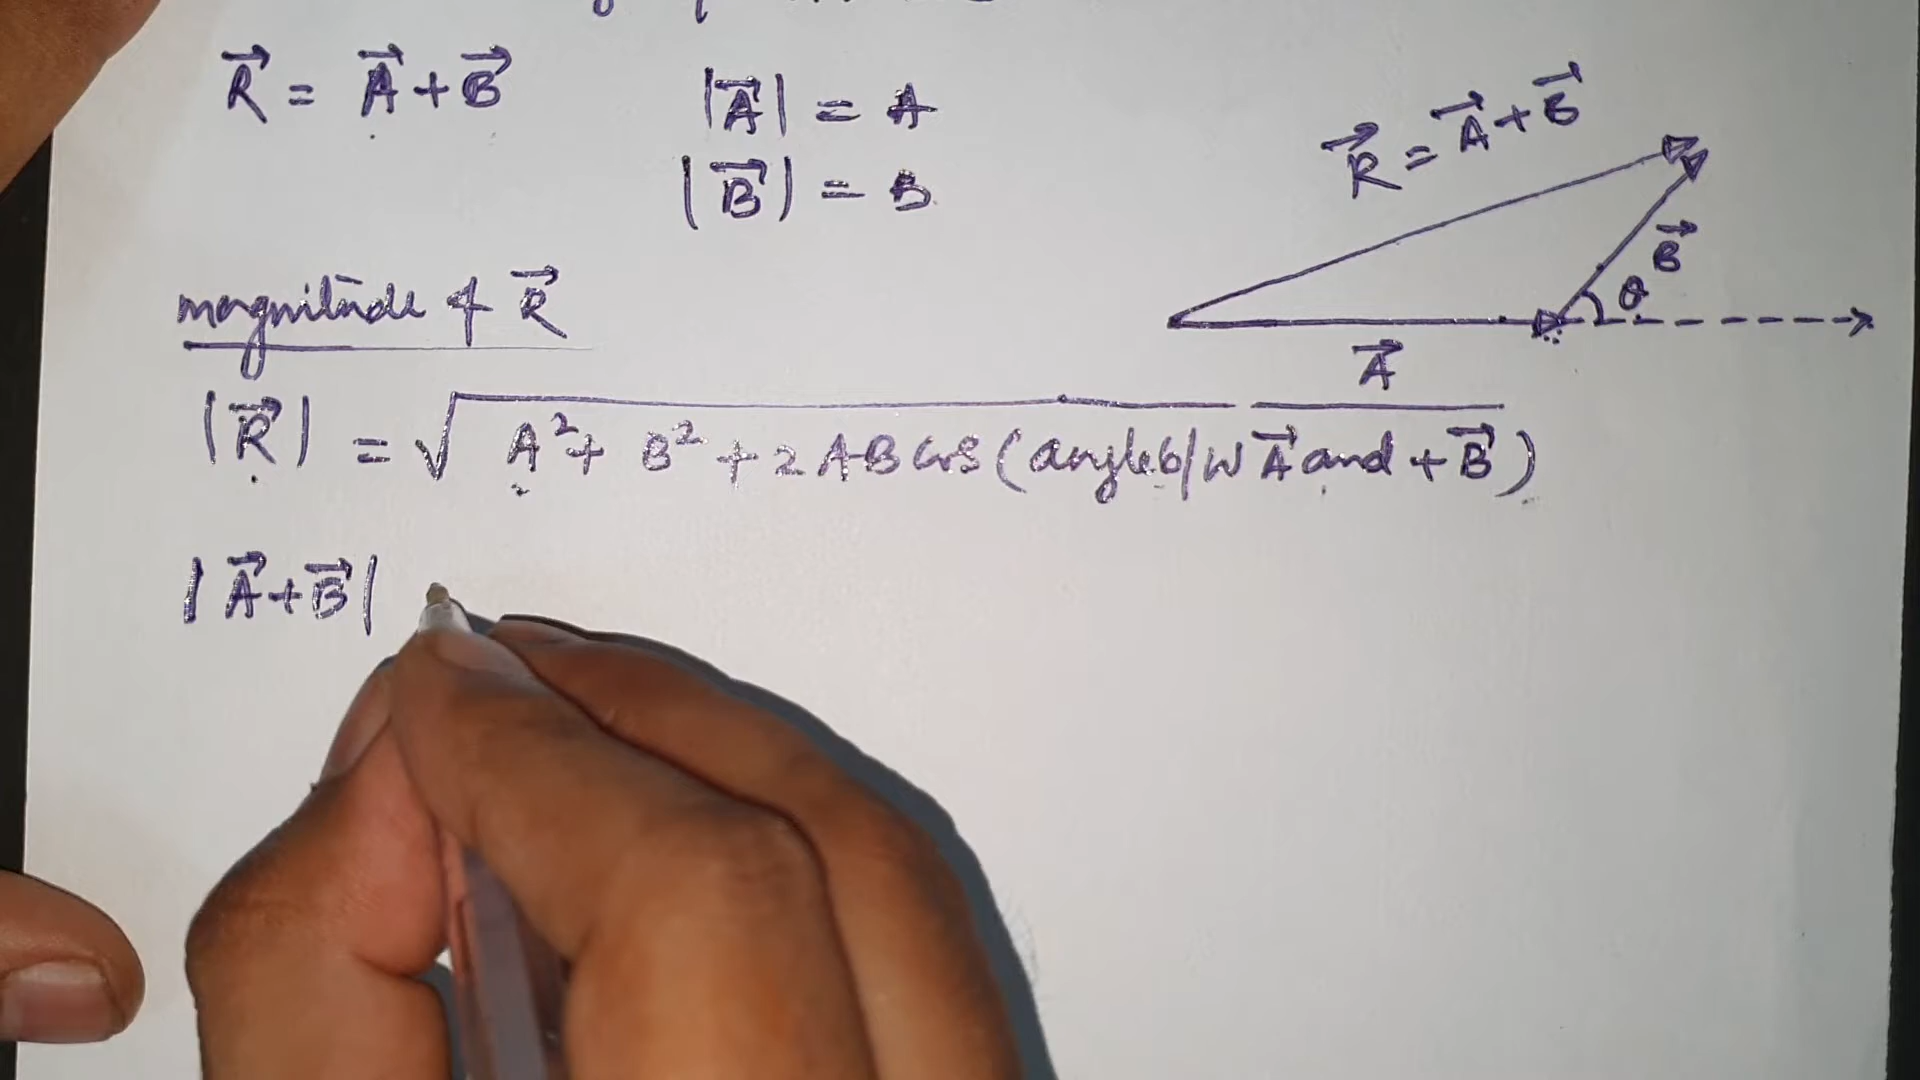 R⃗ = A⃗ + B⃗
|A⃗| = A
|B⃗| = B
R⃗ = A⃗ + B⃗
B⃗
θ
A⃗
magnitude of R⃗
|R⃗| = √(A² + B² + 2AB cos (angle b/w A⃗ and + B⃗))
|A⃗ + B⃗|